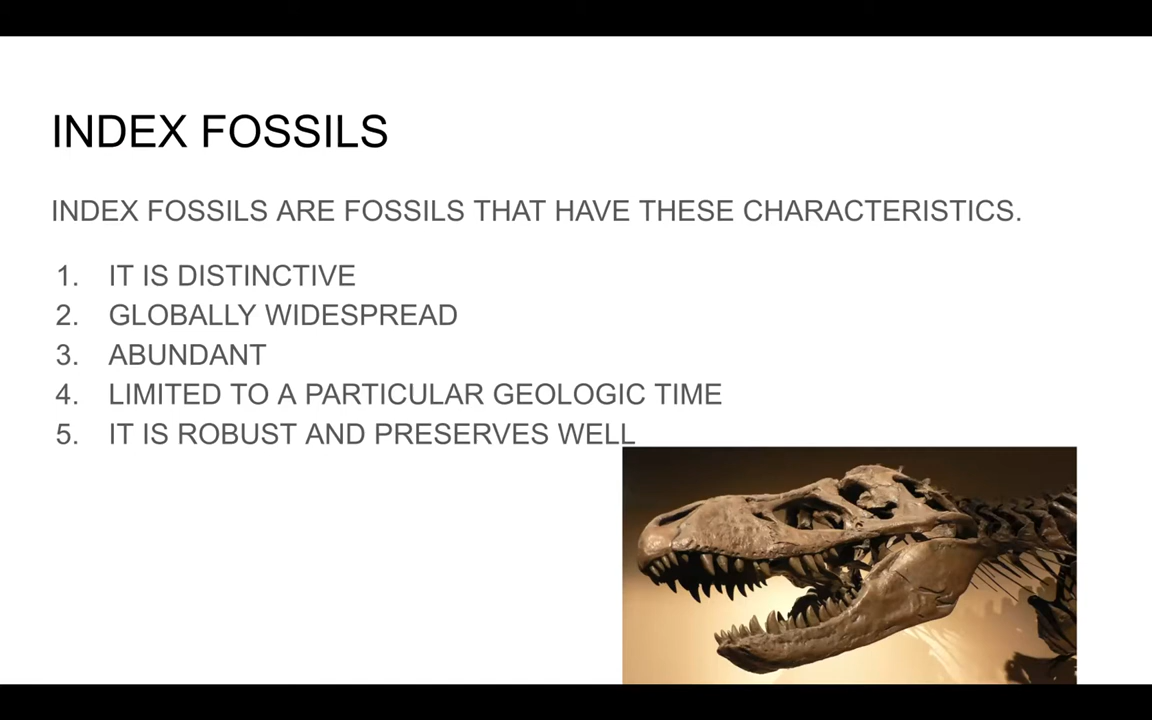 INDEX FOSSILS
INDEX FOSSILS ARE FOSSILS THAT HAVE THESE CHARACTERISTICS.
1. IT IS DISTINCTIVE
2. GLOBALLY WIDESPREAD
3. ABUNDANT
4. LIMITED TO A PARTICULAR GEOLOGIC TIME
5. IT IS ROBUST AND PRESERVES WELL